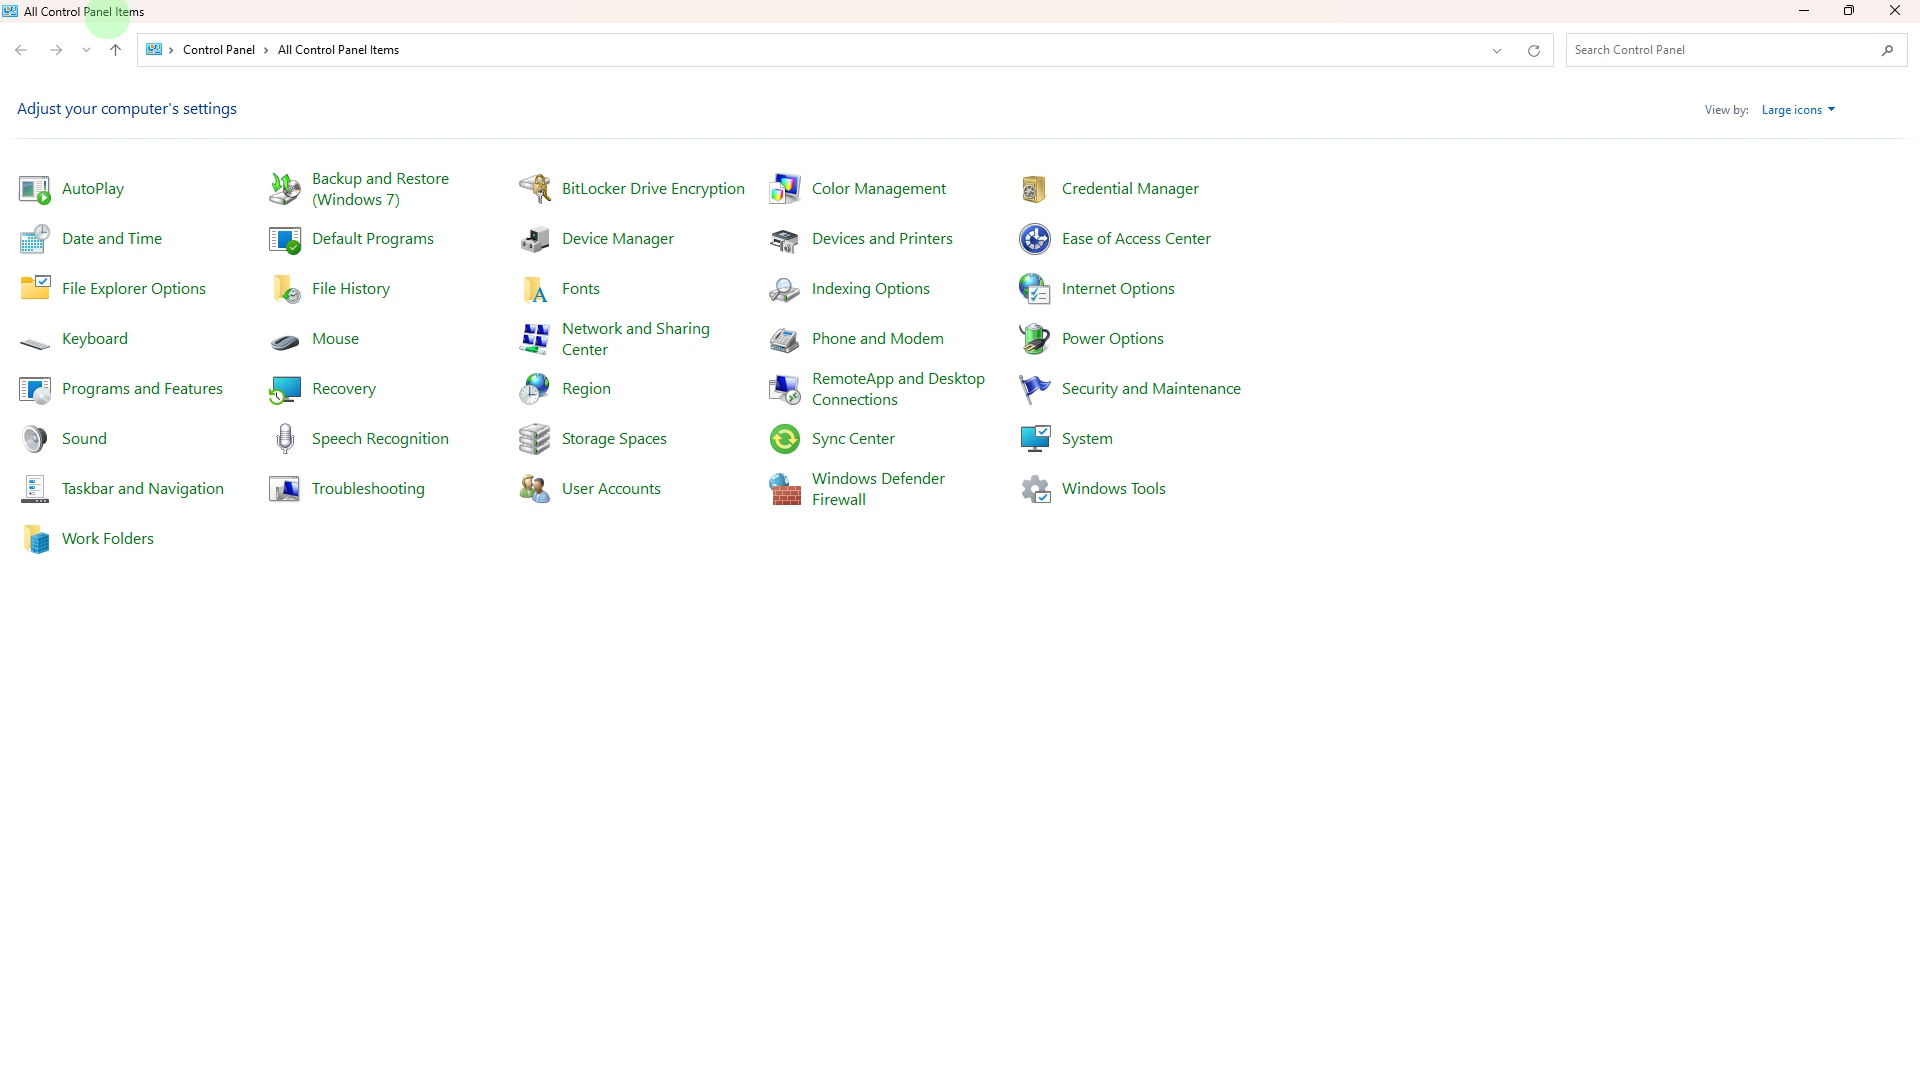 All Control Panel Items
Control Panel > All Control Panel Items
Search Control Panel
Adjust your computer's settings
View by: Large icons
AutoPlay
Backup and Restore
(Windows 7)
BitLocker Drive Encryption
Color Management
Credential Manager
Date and Time
Default Programs
Device Manager
Devices and Printers
Ease of Access Center
File Explorer Options
File History
Fonts
Indexing Options
Internet Options
Keyboard
Mouse
Network and Sharing
Center
Phone and Modem
Power Options
Programs and Features
Recovery
Region
RemoteApp and Desktop
Connections
Security and Maintenance
Sound
Speech Recognition
Storage Spaces
Sync Center
System
Taskbar and Navigation
Troubleshooting
User Accounts
Windows Defender
Firewall
Windows Tools
Work Folders